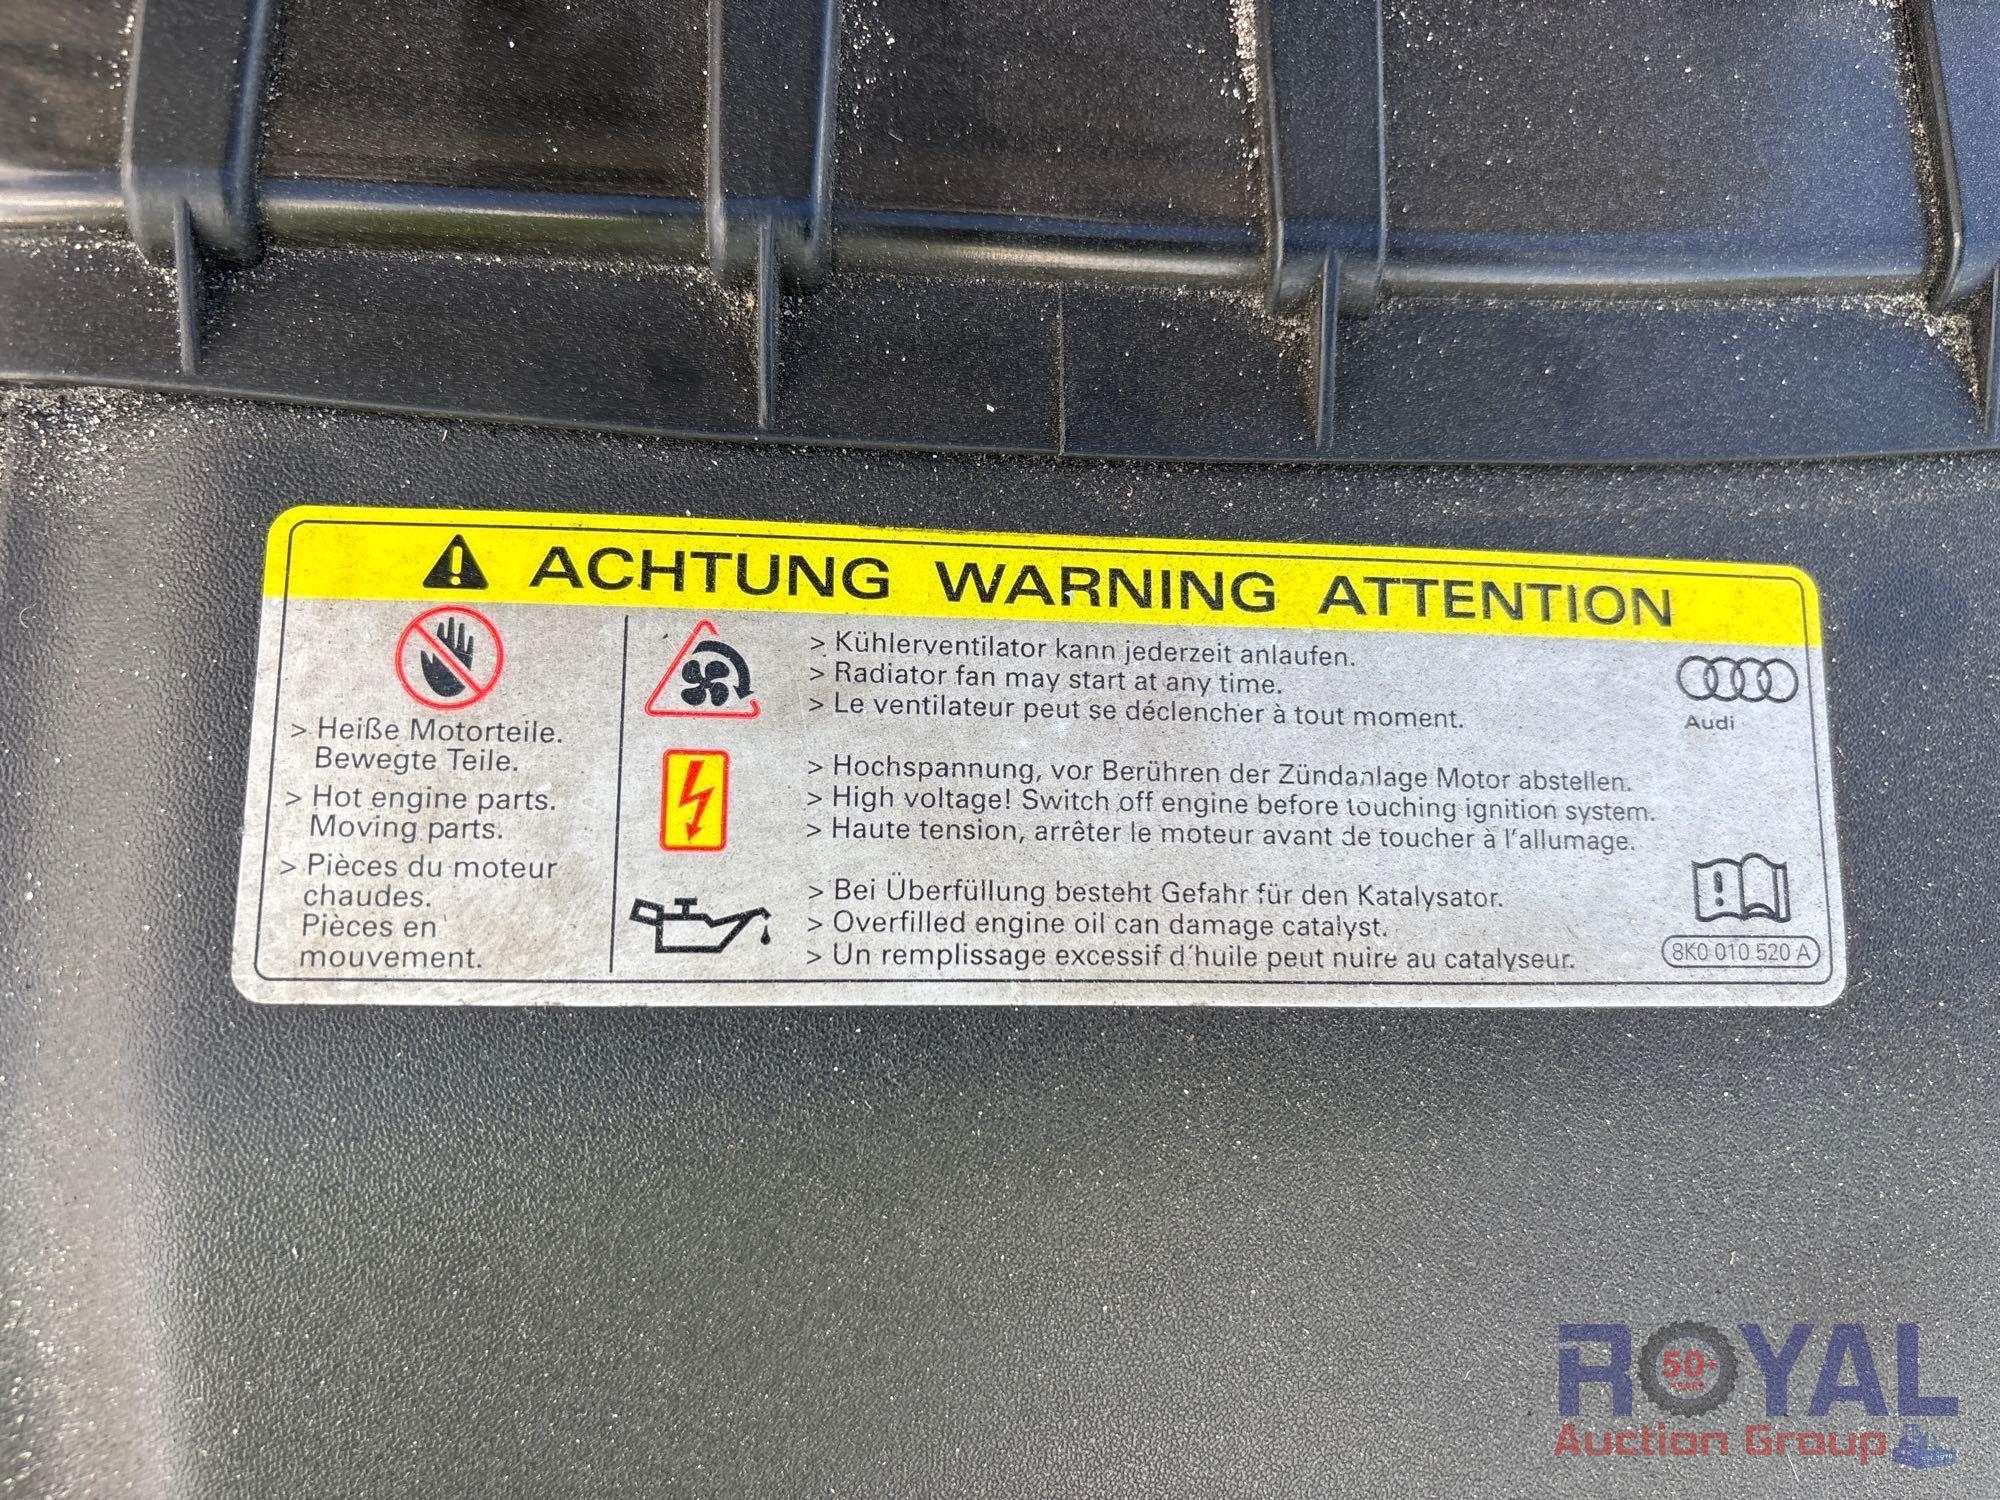 ACHTUNG WARNING ATTENTION
> Heiße Motorteile.
Bewegte Teile.
> Hot engine parts.
Moving parts.
> Pièces du moteur
chaudes.
Pièces en
mouvement.
> Kühlerventilator kann jederzeit anlaufen.
> Radiator fan may start at any time.
> Le ventilateur peut se déclencher à tout moment.
> Hochspannung, vor Berühren der Zündanlage Motor abstellen.
> High voltage! Switch off engine before touching ignition system.
> Haute tension, arrêter le moteur avant de toucher à l'allumage.
> Bei Überfüllung besteht Gefahr für den Katalysator.
> Overfilled engine oil can damage catalyst.
> Un remplissage excessif d'huile peut nuire au catalyseur.
Audi
8K0 010 520 A
ROYAL
50+
YEARS
Auction Group